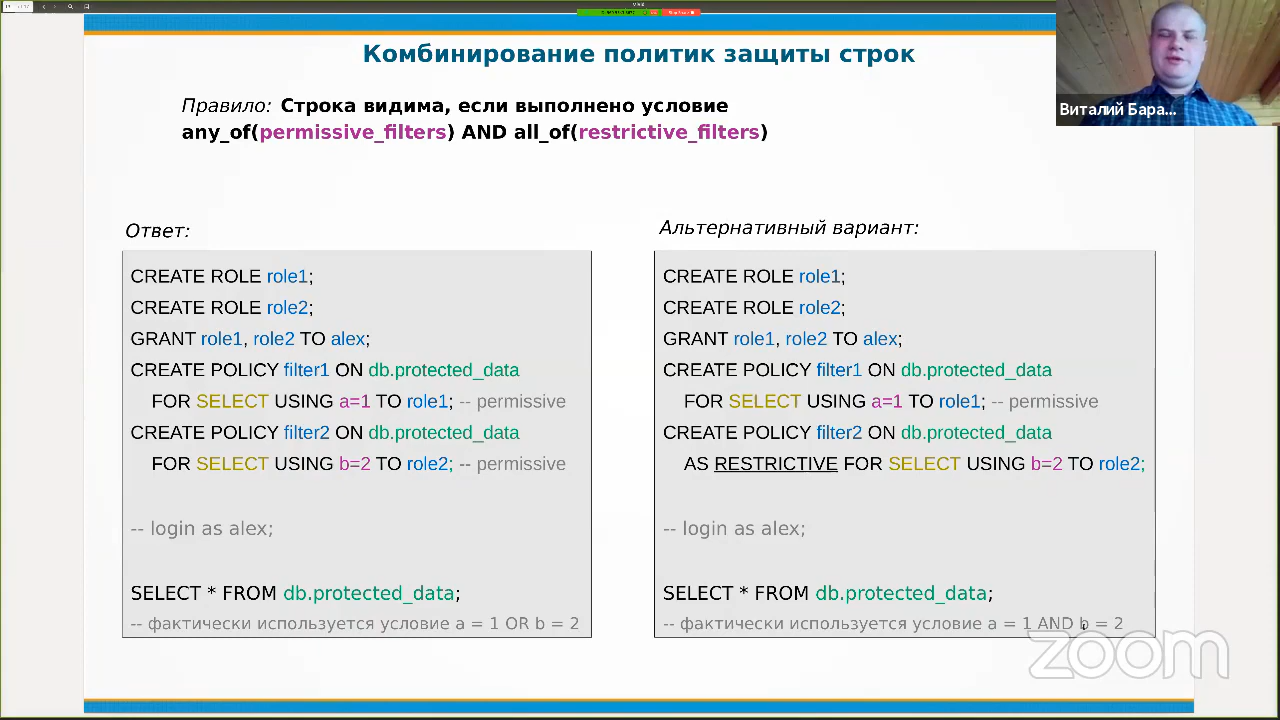 Комбинирование политик защиты строк
Правило: Строка видима, если выполнено условие
any_of(permissive_filters) AND all_of(restrictive_filters)
Виталий Бара...
Ответ:
CREATE ROLE role1;
CREATE ROLE role2;
GRANT role1, role2 TO alex;
CREATE POLICY filter1 ON db.protected_data
FOR SELECT USING a=1 TO role1; -- permissive
CREATE POLICY filter2 ON db.protected_data
FOR SELECT USING b=2 TO role2; -- permissive
-- login as alex;
SELECT * FROM db.protected_data;
-- фактически используется условие a = 1 OR b = 2
Альтернативный вариант:
CREATE ROLE role1;
CREATE ROLE role2;
GRANT role1, role2 TO alex;
CREATE POLICY filter1 ON db.protected_data
FOR SELECT USING a=1 TO role1; -- permissive
CREATE POLICY filter2 ON db.protected_data
AS RESTRICTIVE FOR SELECT USING b=2 TO role2;
-- login as alex;
SELECT * FROM db.protected_data;
-- фактически используется условие a = 1 AND b = 2
zoom